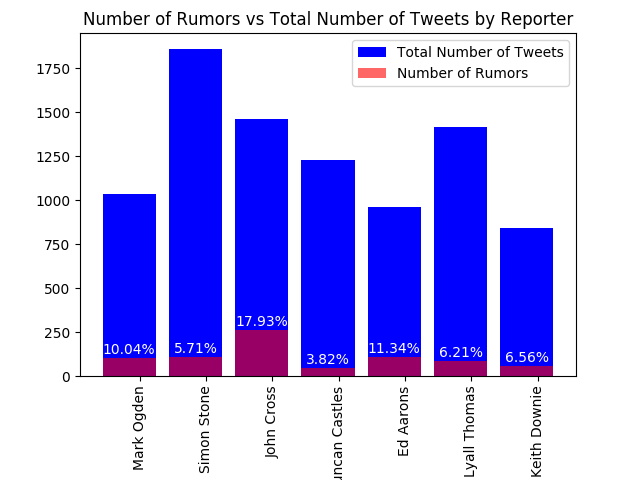 Number of Rumors vs Total Number of Tweets by Reporter
Total Number of Tweets
Number of Rumors
1750
1500
1250
1000
750
500
250
0
10.04%
5.71%
17.93%
3.82%
11.34%
6.21%
6.56%
Mark Ogden
Simon Stone
John Cross
uncan Castles
Ed Aarons
Lyall Thomas
Keith Downie